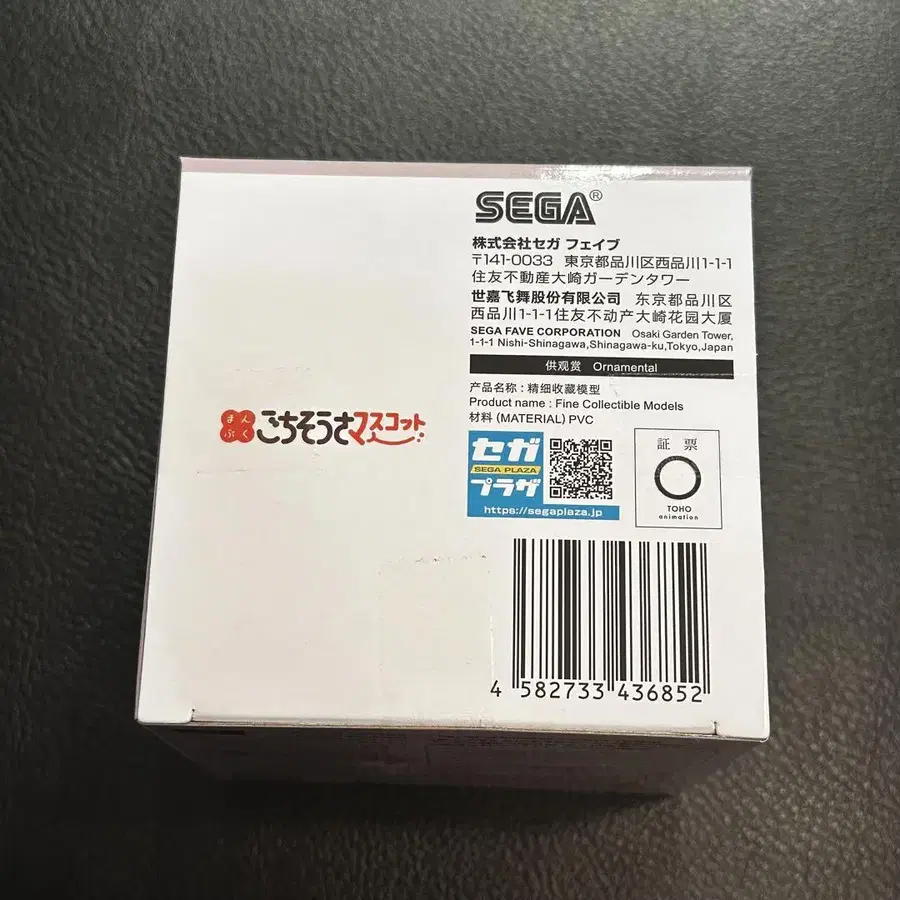 SEGA®
株式会社セガ フェイブ
〒141-0033 東京都品川区西品川1-1-1
住友不動産大崎ガーデンタワー
世嘉飞舞股份有限公司 东京都品川区
西品川1-1-1住友不动产大崎花园大厦
SEGA FAVE CORPORATION Osaki Garden Tower,
1-1-1 Nishi-Shinagawa,Shinagawa-ku,Tokyo,Japan
供观赏 Ornamental
产品名称:精细收藏模型
Product name : Fine Collectible Models
材料 (MATERIAL) PVC
まんぷく ごちそうさマスコット
セガ
SEGA PLAZA
プラザ
https://segaplaza.jp
証票
TOHO
animation
4 582733 436852